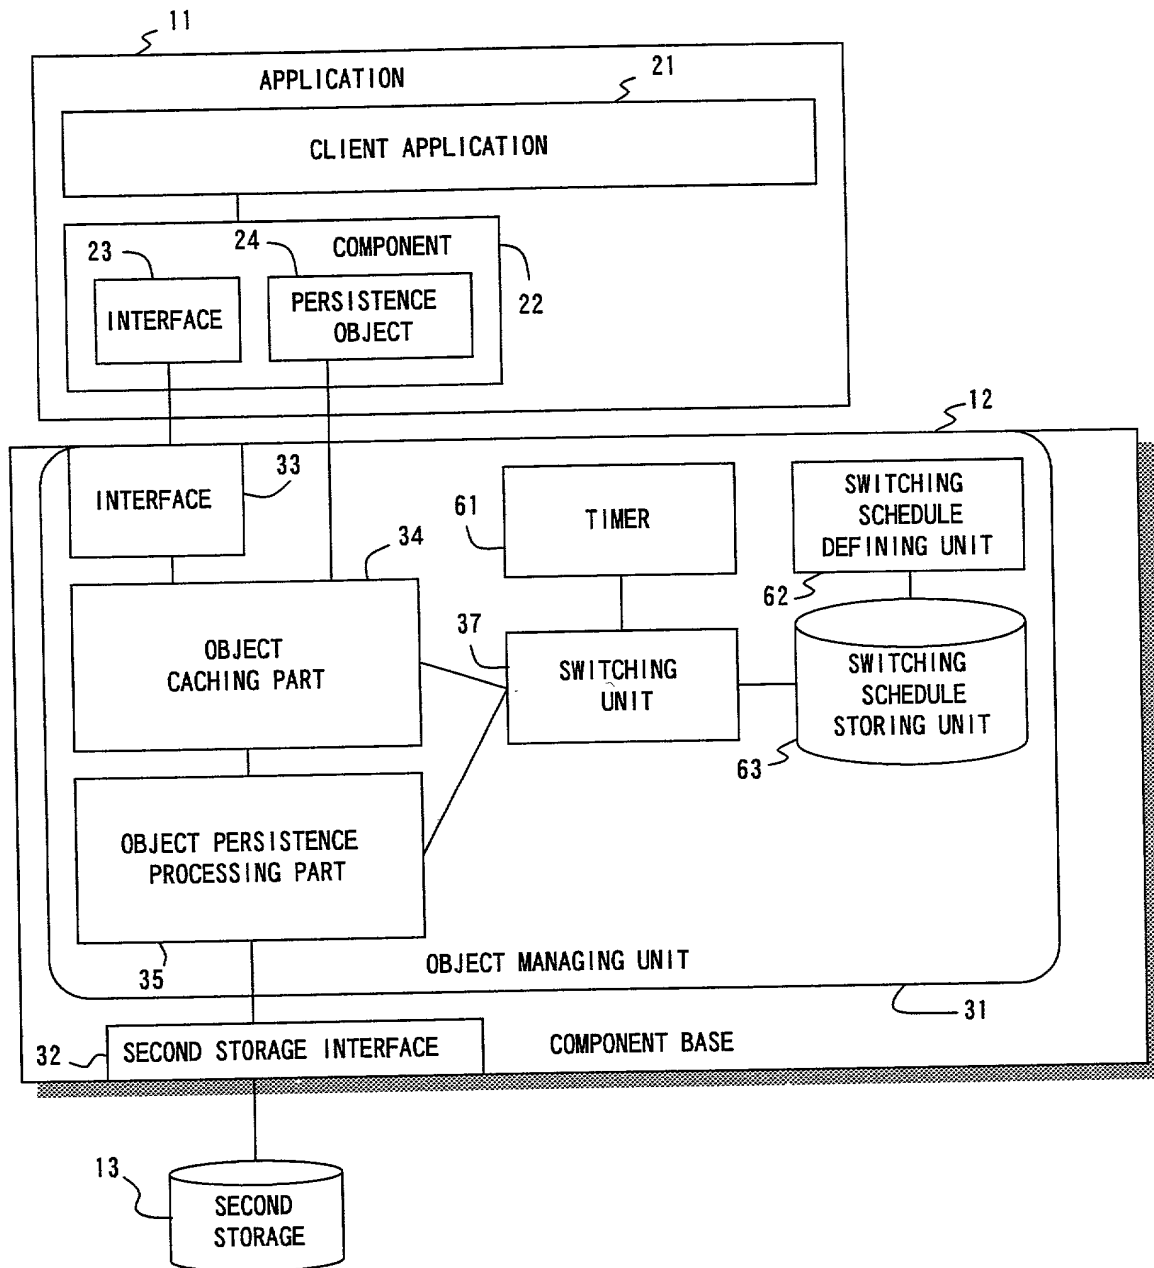 11
APPLICATION
21
CLIENT APPLICATION
23
24
COMPONENT
22
INTERFACE
PERSISTENCE
OBJECT
12
INTERFACE
33
34
61
TIMER
SWITCHING
SCHEDULE
DEFINING UNIT
62
OBJECT
CACHING PART
37
SWITCHING
UNIT
SWITCHING
SCHEDULE
STORING UNIT
63
OBJECT PERSISTENCE
PROCESSING PART
35
OBJECT MANAGING UNIT
31
32
SECOND STORAGE INTERFACE
COMPONENT BASE
13
SECOND
STORAGE